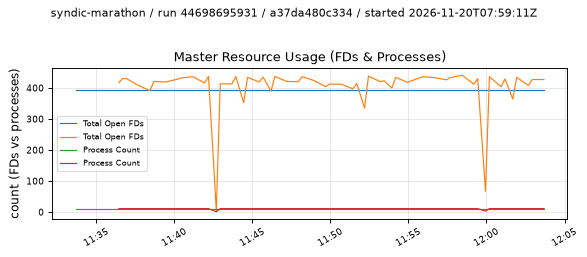 syndic-marathon / run 44698695931 / a37da480c334 / started 2026-11-20T07:59:11Z
Master Resource Usage (FDs & Processes)
count (FDs vs processes)
400
300
200
100
0
Total Open FDs
Total Open FDs
Process Count
Process Count
11:35
11:40
11:45
11:50
11:55
12:00
12:05